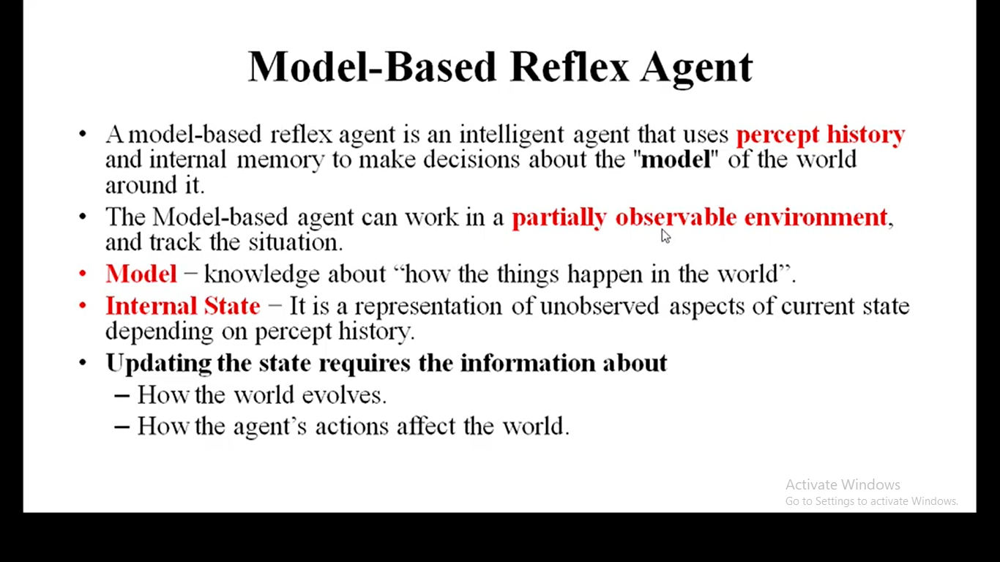 Model-Based Reflex Agent
• A model-based reflex agent is an intelligent agent that uses percept history
and internal memory to make decisions about the "model" of the world
around it.
• The Model-based agent can work in a partially observable environment,
and track the situation.
• Model – knowledge about “how the things happen in the world”.
• Internal State – It is a representation of unobserved aspects of current state
depending on percept history.
• Updating the state requires the information about
– How the world evolves.
– How the agent’s actions affect the world.
Activate Windows
Go to Settings to activate Windows.